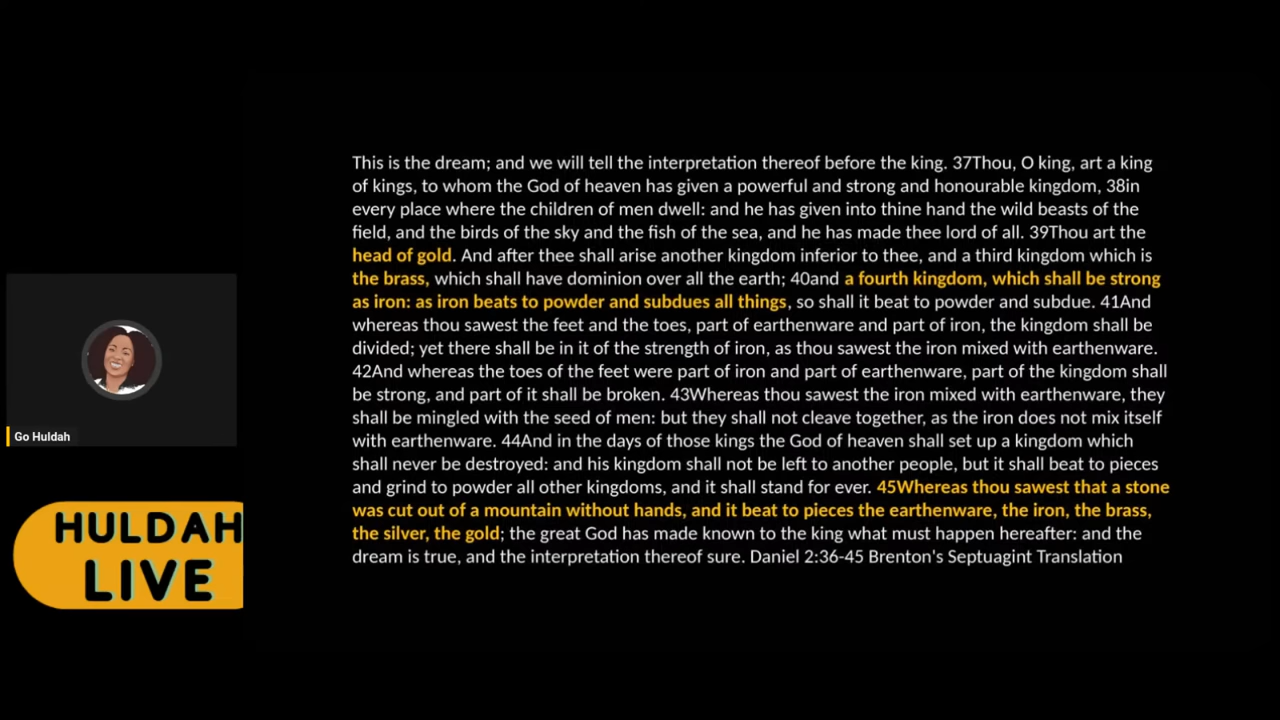 This is the dream; and we will tell the interpretation thereof before the king. 37Thou, O king, art a king
of kings, to whom the God of heaven has given a powerful and strong and honourable kingdom, 38in
every place where the children of men dwell: and he has given into thine hand the wild beasts of the
field, and the birds of the sky and the fish of the sea, and he has made thee lord of all. 39Thou art the
head of gold. And after thee shall arise another kingdom inferior to thee, and a third kingdom which is
the brass, which shall have dominion over all the earth; 40and a fourth kingdom, which shall be strong
as iron: as iron beats to powder and subdues all things, so shall it beat to powder and subdue. 41And
whereas thou sawest the feet and the toes, part of earthenware and part of iron, the kingdom shall be
divided; yet there shall be in it of the strength of iron, as thou sawest the iron mixed with earthenware.
42And whereas the toes of the feet were part of iron and part of earthenware, part of the kingdom shall
be strong, and part of it shall be broken. 43Whereas thou sawest the iron mixed with earthenware, they
shall be mingled with the seed of men: but they shall not cleave together, as the iron does not mix itself
with earthenware. 44And in the days of those kings the God of heaven shall set up a kingdom which
shall never be destroyed: and his kingdom shall not be left to another people, but it shall beat to pieces
and grind to powder all other kingdoms, and it shall stand for ever. 45Whereas thou sawest that a stone
was cut out of a mountain without hands, and it beat to pieces the earthenware, the iron, the brass,
the silver, the gold; the great God has made known to the king what must happen hereafter: and the
dream is true, and the interpretation thereof sure. Daniel 2:36-45 Brenton's Septuagint Translation
Go Huldah
HULDAH
LIVE